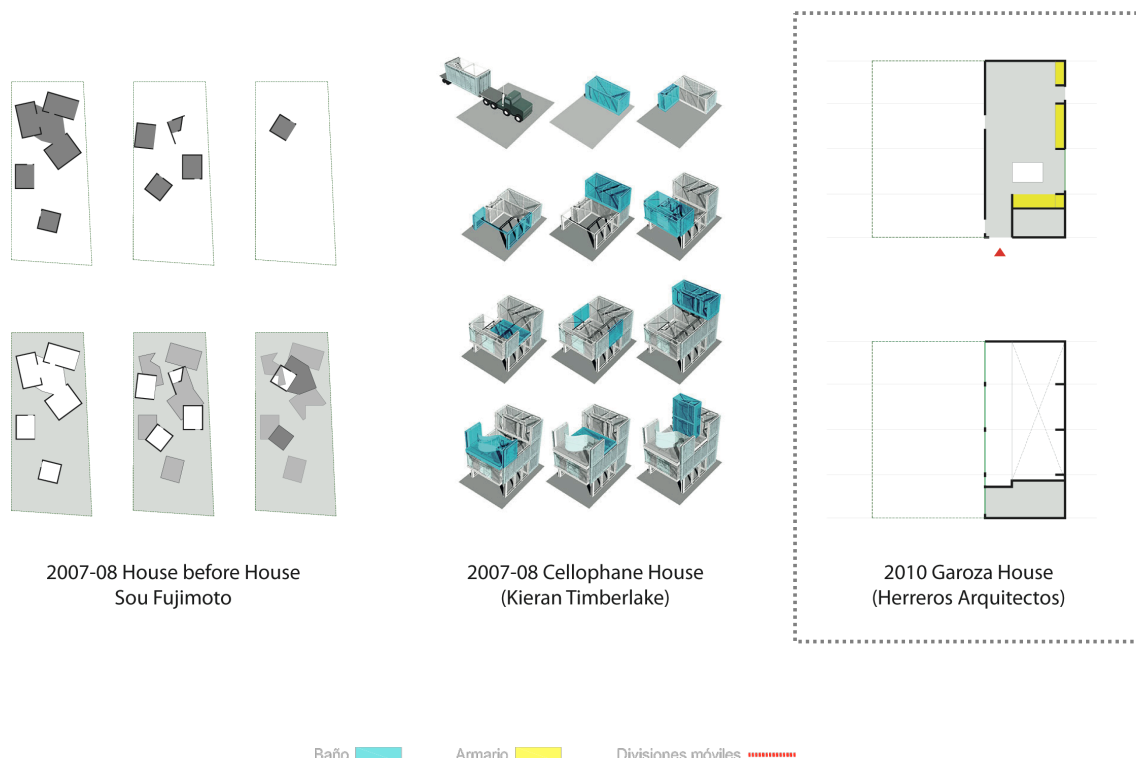 2007-08 House before House
Sou Fujimoto
2007-08 Cellophane House
(Kieran Timberlake)
2010 Garoza House
(Herreros Arquitectos)
Baño
Armario
Divisiones móviles